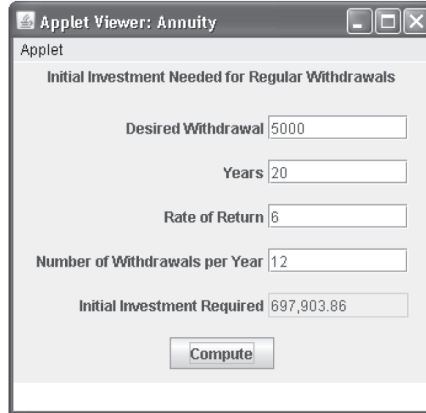 Applet Viewer: Annuity
Applet
Initial Investment Needed for Regular Withdrawals
Desired Withdrawal 5000
Years 20
Rate of Return 6
Number of Withdrawals per Year 12
Initial Investment Required 697,903.86
Compute